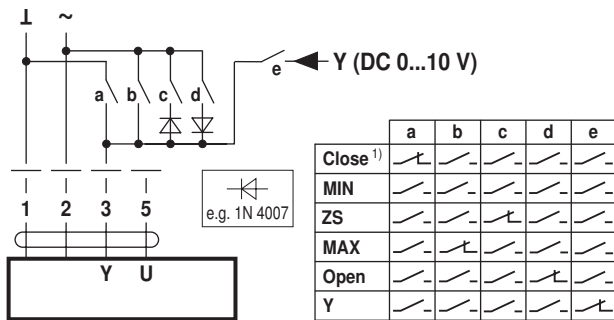 ⊥ ~
e Y (DC 0...10 V)
a b c d
1 2 3 5
e.g. 1N 4007
Y U
a b c d e
Close 1)
MIN
ZS
MAX
Open
Y